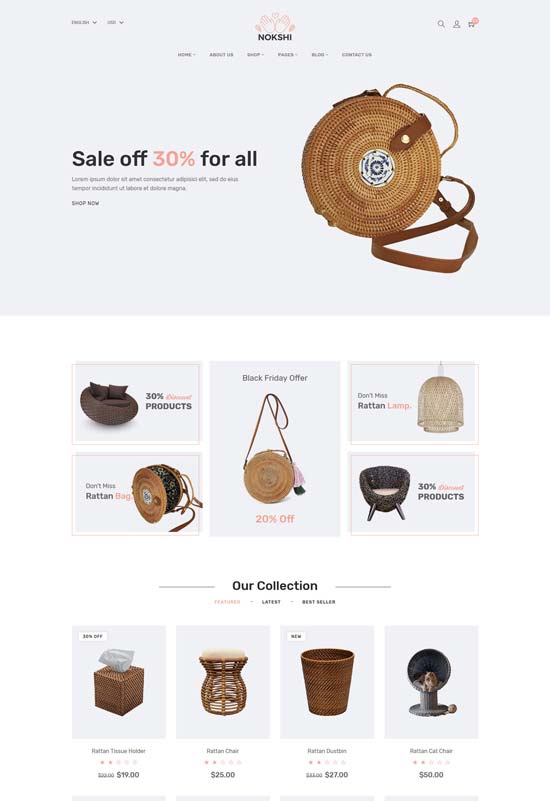 ENGLISH
USD
NOKSHI
HOME
ABOUT US
SHOP
PAGES
BLOG
CONTACT US
Sale off 30% for all
Lorem ipsum dolor sit amet consectetur adipisici elit, sed do eius
tempor incididunt ut labore et dolore magna.
SHOP NOW
30% Discount
PRODUCTS
Black Friday Offer
20% Off
Don't Miss
Rattan Lamp.
Don't Miss
Rattan Bag.
30% Discount
PRODUCTS
Our Collection
FEATURED
LATEST
BEST SELLER
30% OFF
NEW
Rattan Tissue Holder
$22.00 $19.00
Rattan Chair
$25.00
Rattan Dustbin
$33.00 $27.00
Rattan Cat Chair
$50.00